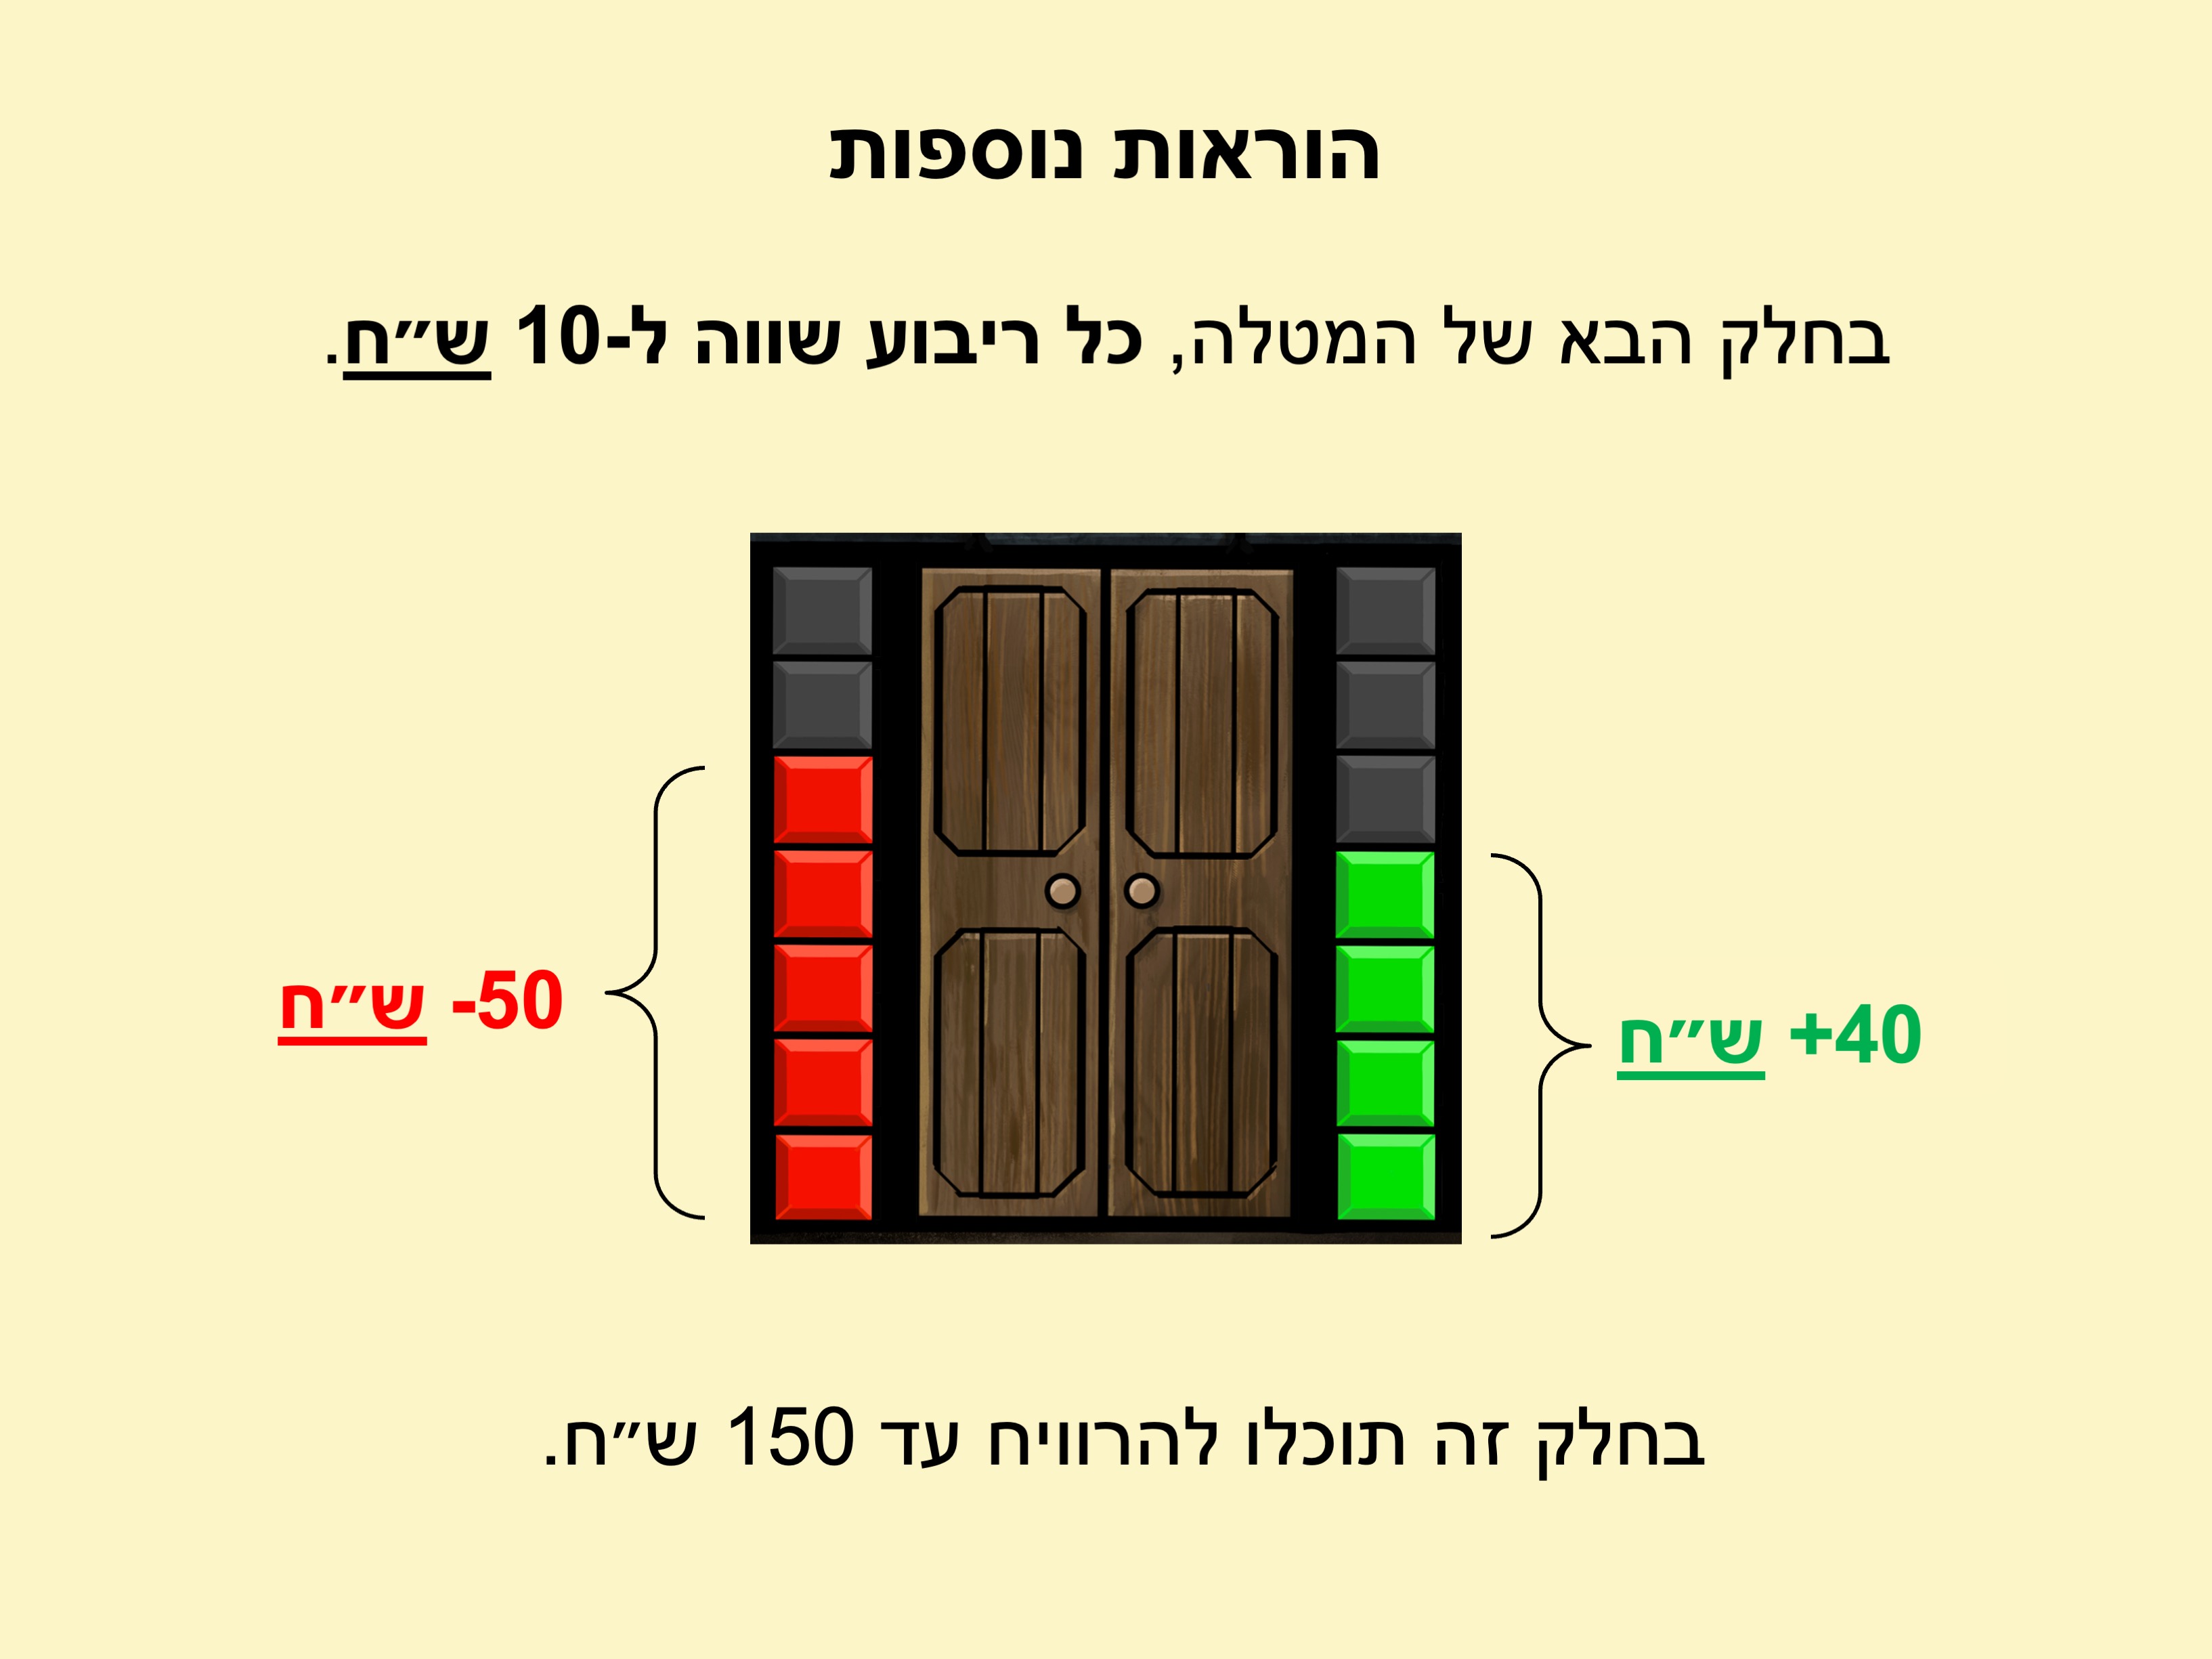 הוראות נוספות
בחלק הבא של המטלה, כל ריבוע שווה ל-10 ש״ח.
+40 ש״ח
-50 ש״ח
בחלק זה תוכלו להרוויח עד 150 ש״ח.